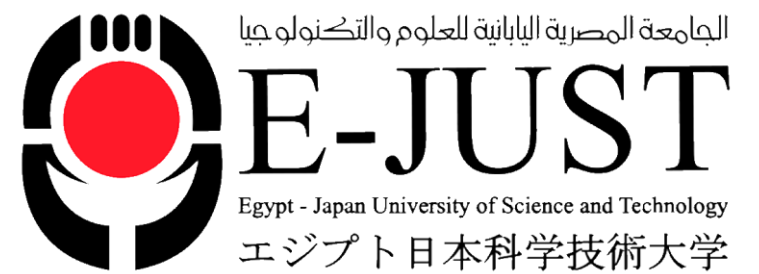 الجامعة المصرية اليابانية للعلوم والتكنولوجيا
E-JUST
Egypt - Japan University of Science and Technology
エジプト日本科学技術大学